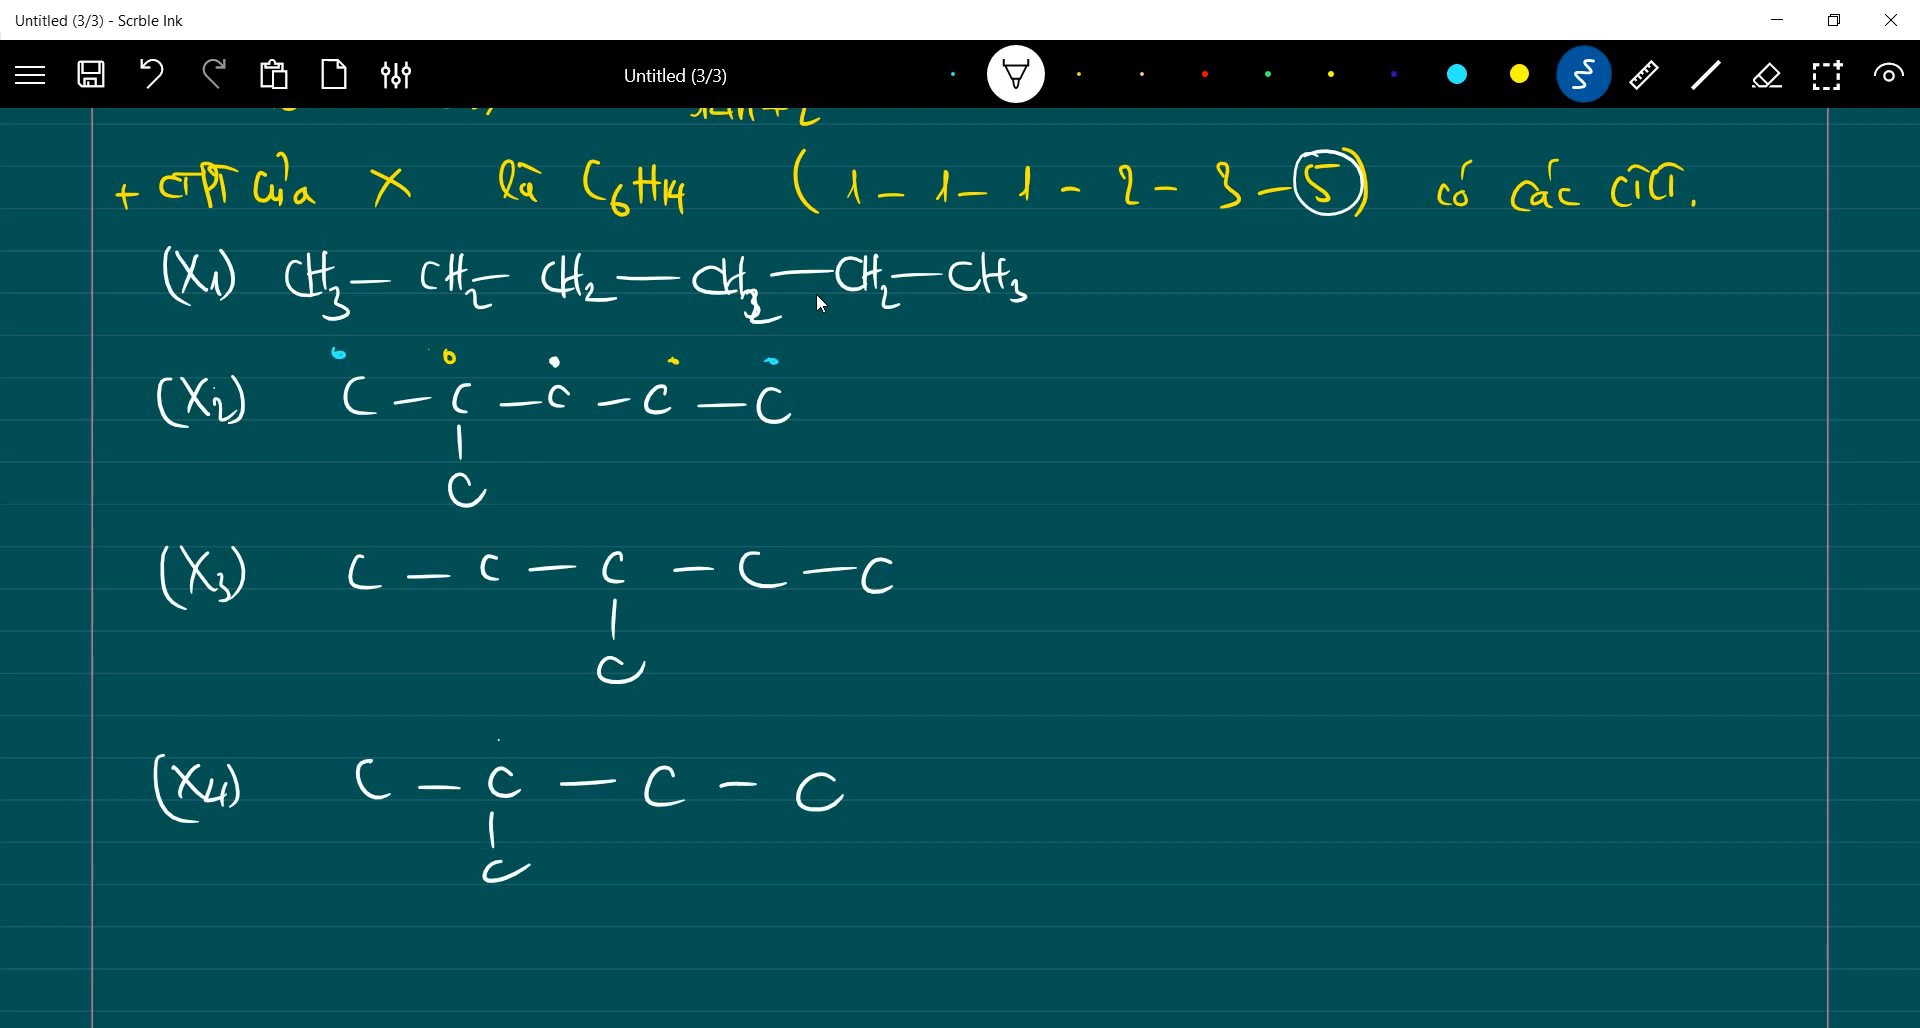 Untitled (3/3) - Scrble Ink
Untitled (3/3)
+ CTPT của X là C6H14 ( 1 - 1 - 1 - 2 - 3 - 5 ) có các CTCT.
(X1) CH3 — CH2 — CH2 — CH2 — CH2 — CH3
(X2) C — C — C — C — C
|
C
(X3) C — C — C — C — C
|
C
(X4) C — C — C — C
|
C